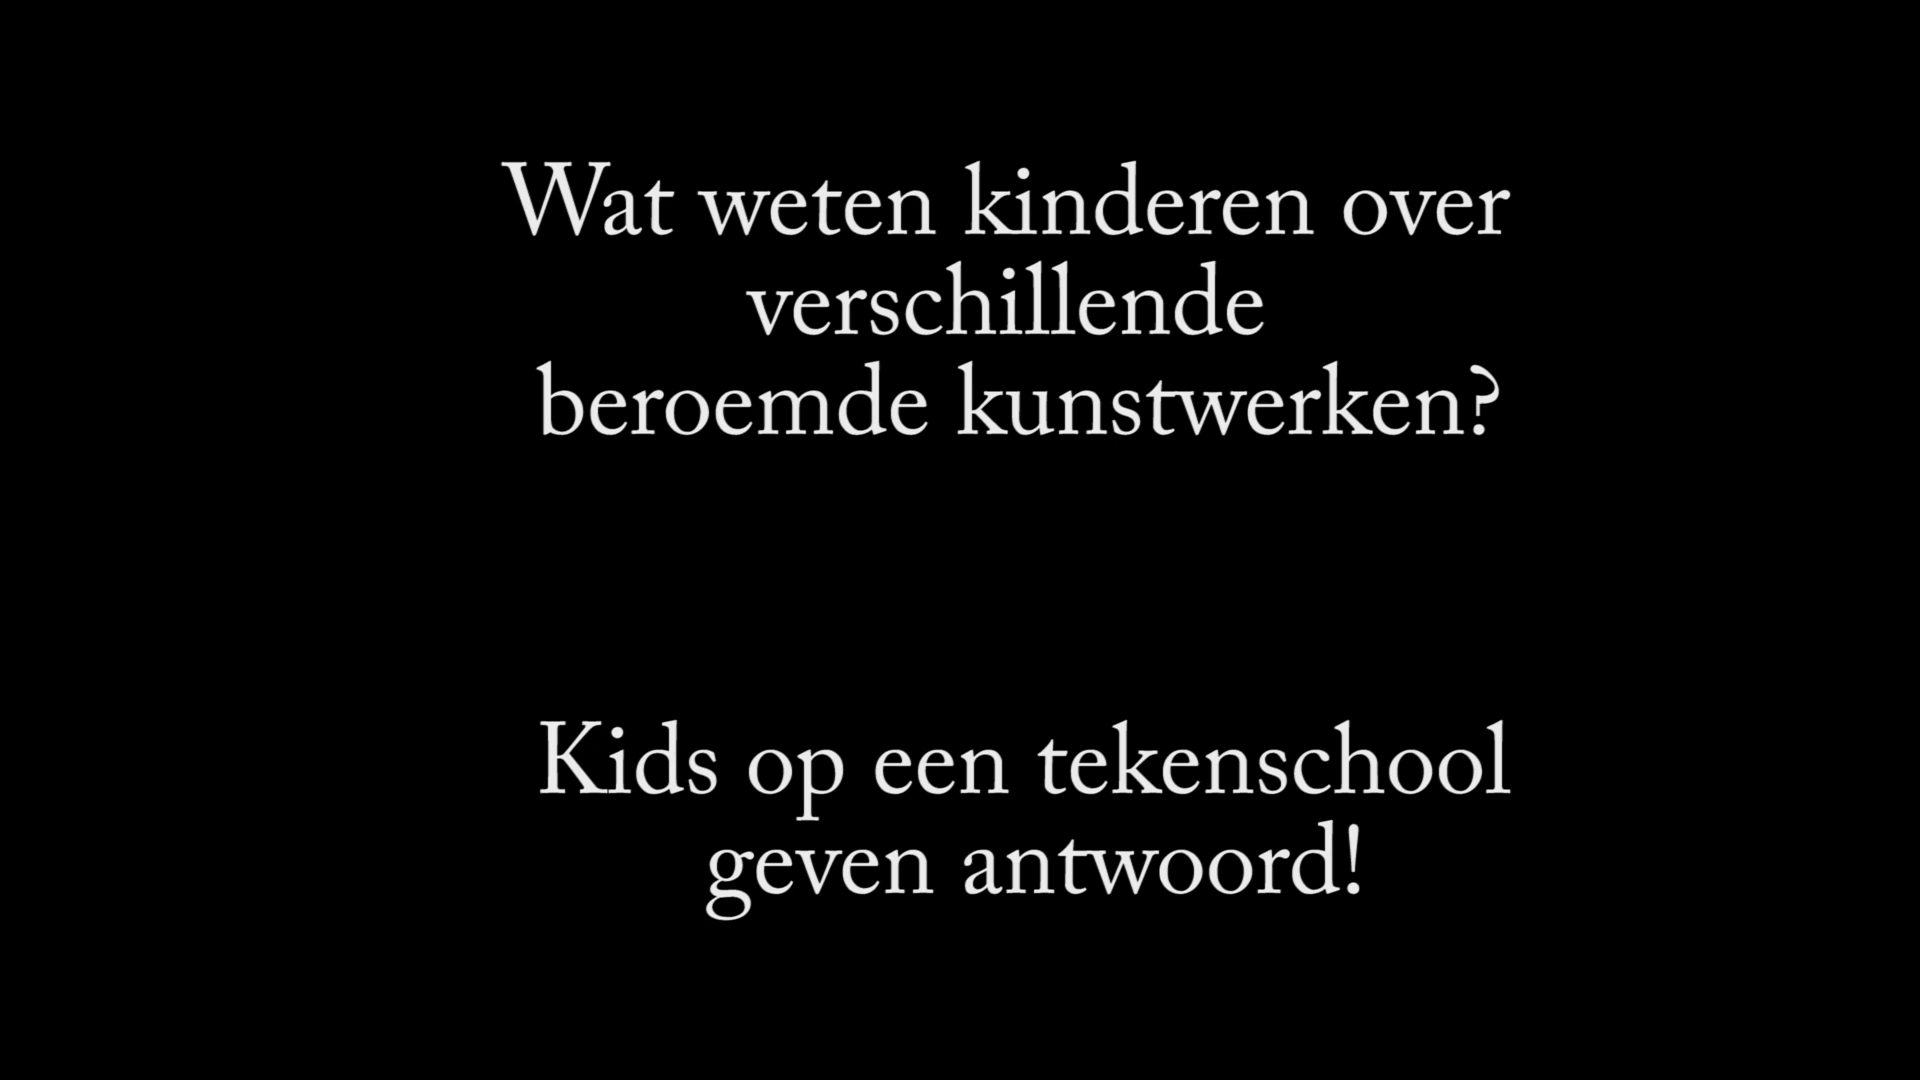 Wat weten kinderen over
verschillende
beroemde kunstwerken?
Kids op een tekenschool
geven antwoord!